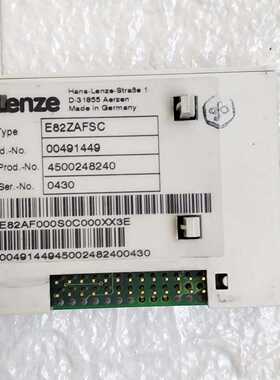 Lenze
Hans-Lenze-Straße 1
D-31855 Aerzen
Made in Germany
Type E82ZAFSC
d.-No. 00491449
Prod.-No. 4500248240
Ser.-No. 0430
E82AF000S0C000XX3E
0049144945002482400430